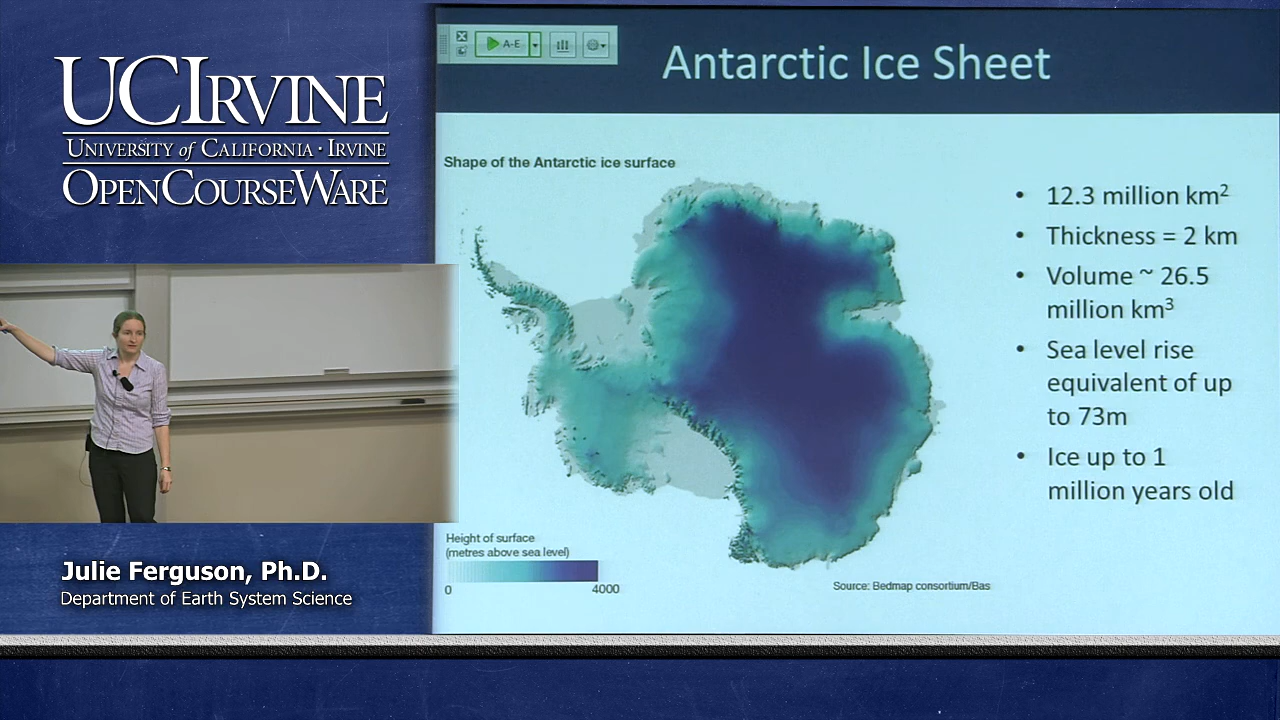 UCIRVINE
UNIVERSITY of CALIFORNIA · IRVINE
OPENCOURSEWARE
A-E
Antarctic Ice Sheet
Shape of the Antarctic ice surface
• 12.3 million km²
• Thickness = 2 km
• Volume ~ 26.5
million km³
• Sea level rise
equivalent of up
to 73m
• Ice up to 1
million years old
Height of surface
(metres above sea level)
0 4000
Source: Bedmap consortium/Bas
Julie Ferguson, Ph.D.
Department of Earth System Science